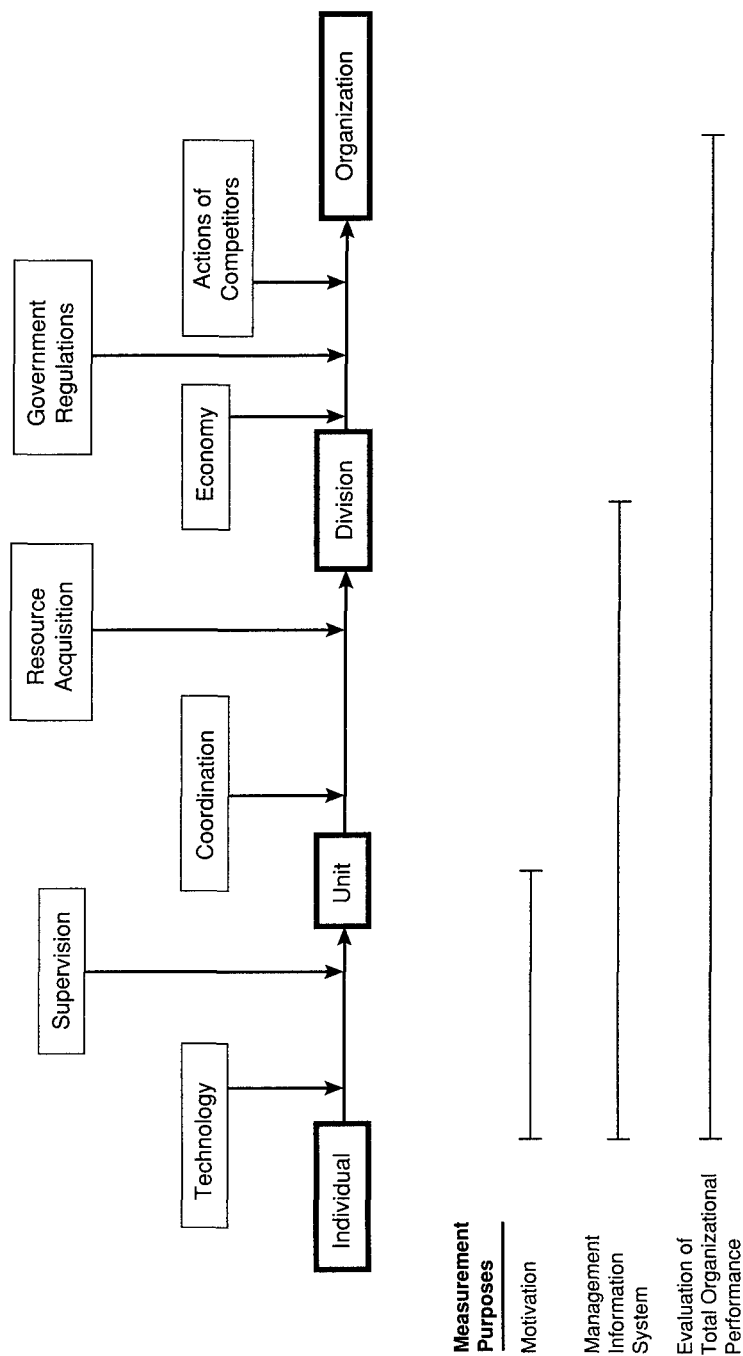 Government
Regulations
Resource
Acquisition
Supervision
Actions of
Competitors
Economy
Coordination
Technology
Individual
Unit
Division
Organization
Measurement
Purposes
Motivation
Management
Information
System
Evaluation of
Total Organizational
Performance